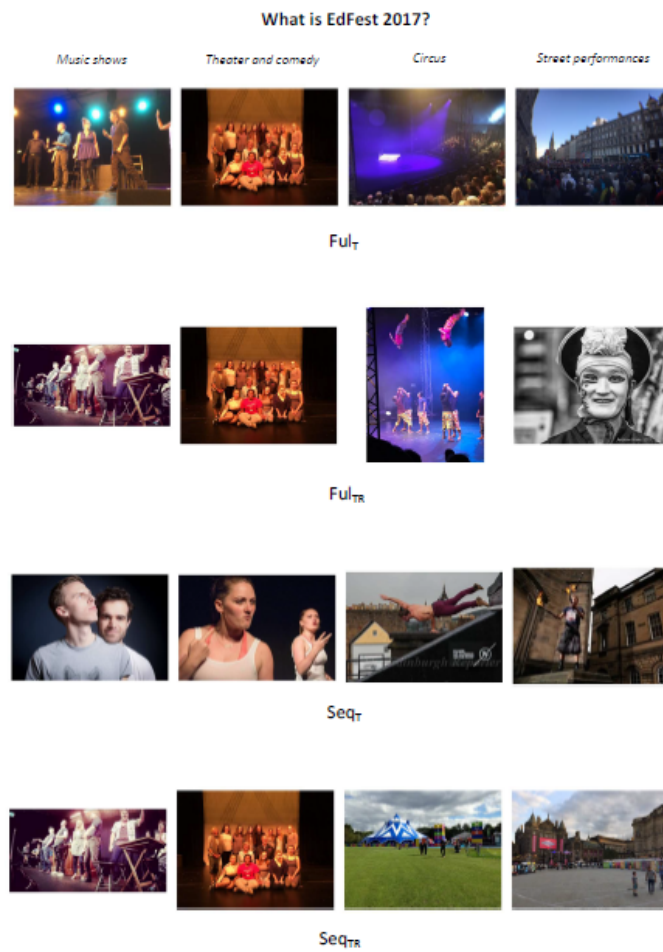 What is EdFest 2017?
Music shows Theater and comedy Circus Street performances
Ful_T
Ful_TR
Seq_T
Seq_TR